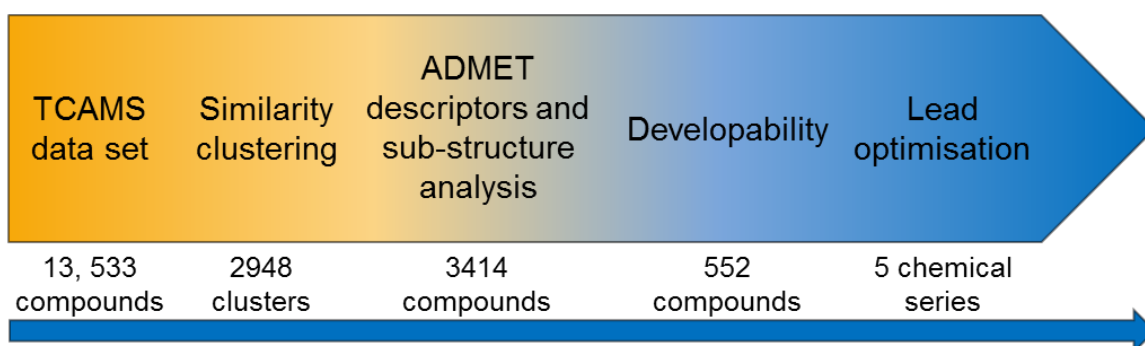 TCAMS
data set
Similarity
clustering
ADMET
descriptors and
sub-structure
analysis
Developability
Lead
optimisation
13, 533
compounds
2948
clusters
3414
compounds
552
compounds
5 chemical
series